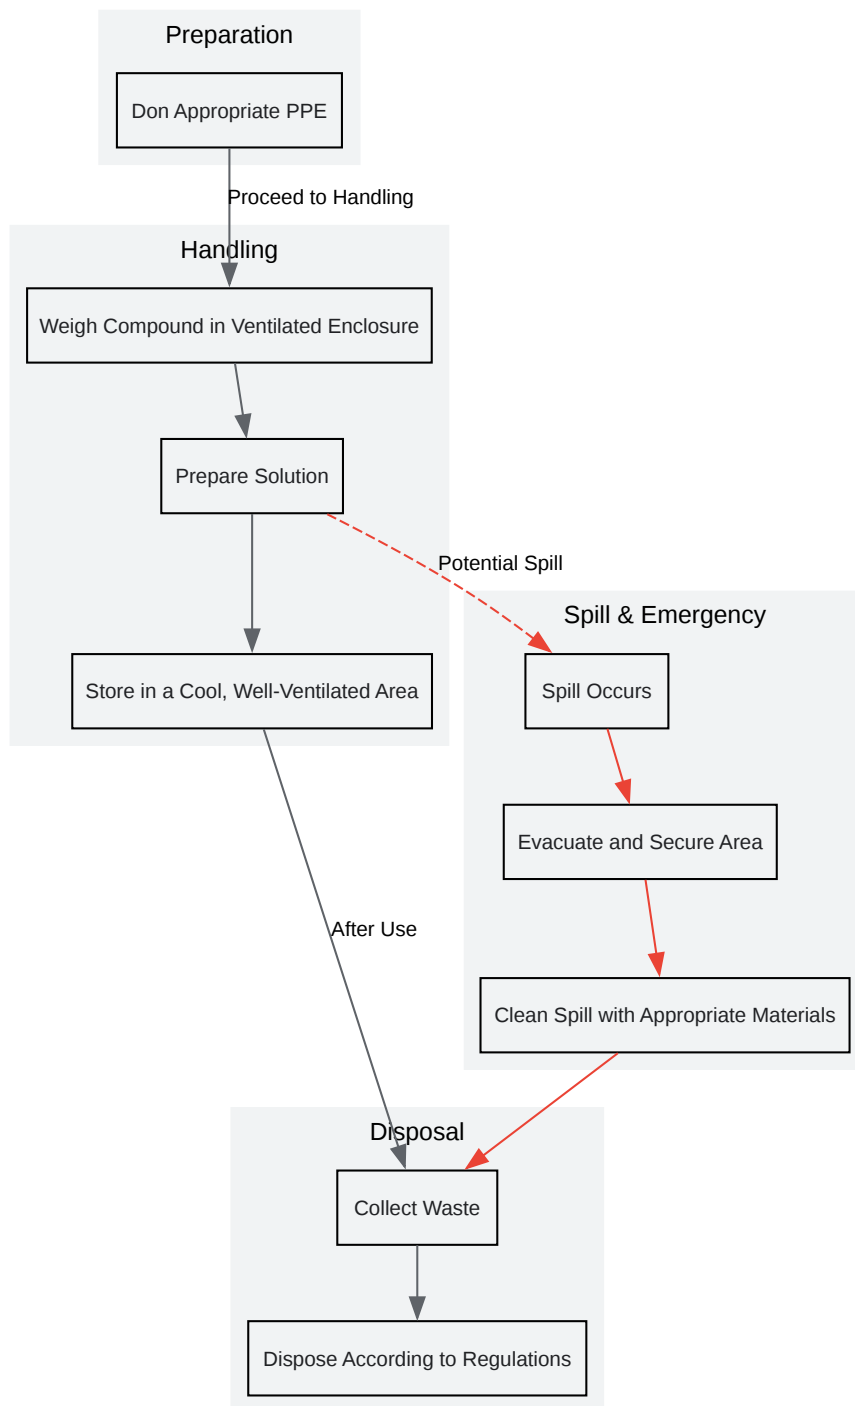 Preparation
Don Appropriate PPE
Proceed to Handling
Handling
Weigh Compound in Ventilated Enclosure
Prepare Solution
Potential Spill
Spill & Emergency
Store in a Cool, Well-Ventilated Area
Spill Occurs
Evacuate and Secure Area
After Use
Clean Spill with Appropriate Materials
Disposal
Collect Waste
Dispose According to Regulations